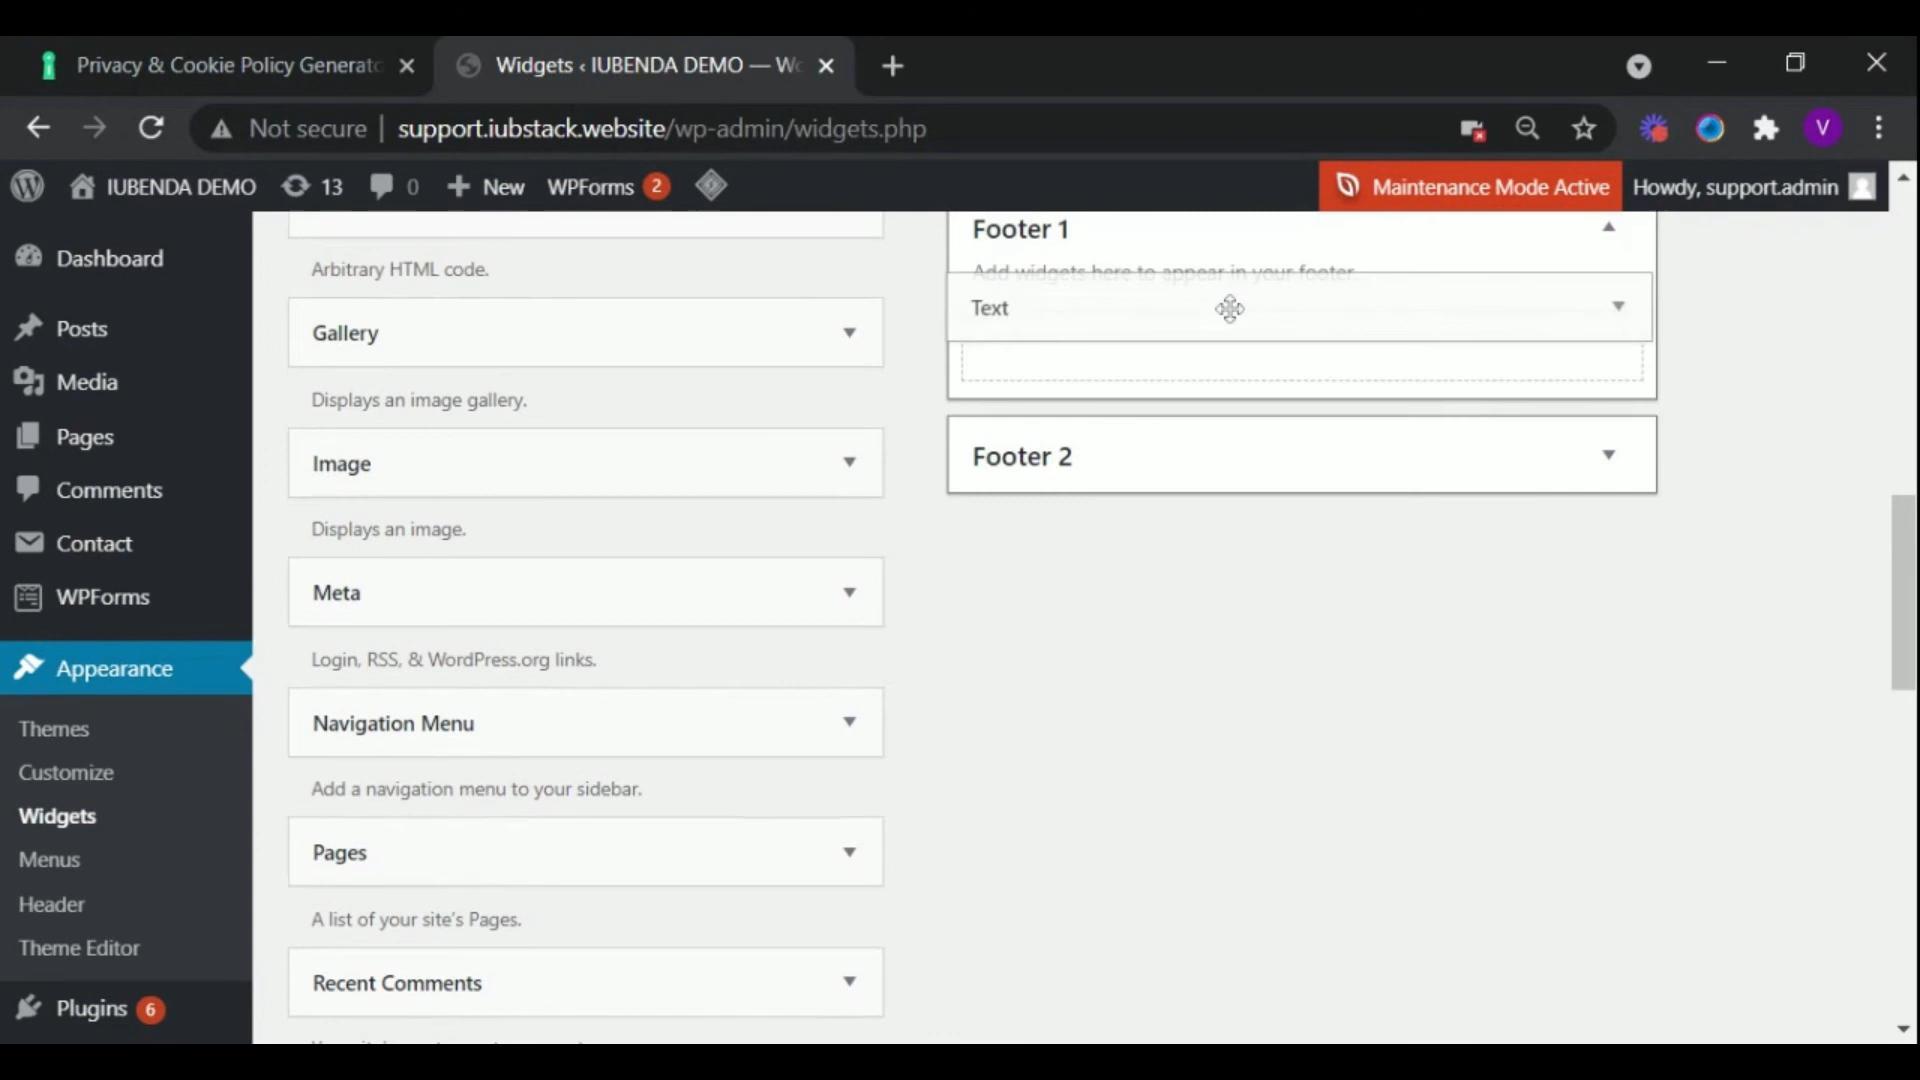 Privacy & Cookie Policy Generato
Widgets ‹ IUBENDA DEMO — Wo
Not secure | support.iubstack.website/wp-admin/widgets.php
V
IUBENDA DEMO 13 0 New WPForms 2 Maintenance Mode Active Howdy, support.admin
Dashboard
Posts
Media
Pages
Comments
Contact
WPForms
Appearance
Themes
Customize
Widgets
Menus
Header
Theme Editor
Plugins 6
Arbitrary HTML code.
Gallery
Displays an image gallery.
Image
Displays an image.
Meta
Login, RSS, & WordPress.org links.
Navigation Menu
Add a navigation menu to your sidebar.
Pages
A list of your site's Pages.
Recent Comments
Footer 1
Add widgets here to appear in your footer.
Text
Footer 2